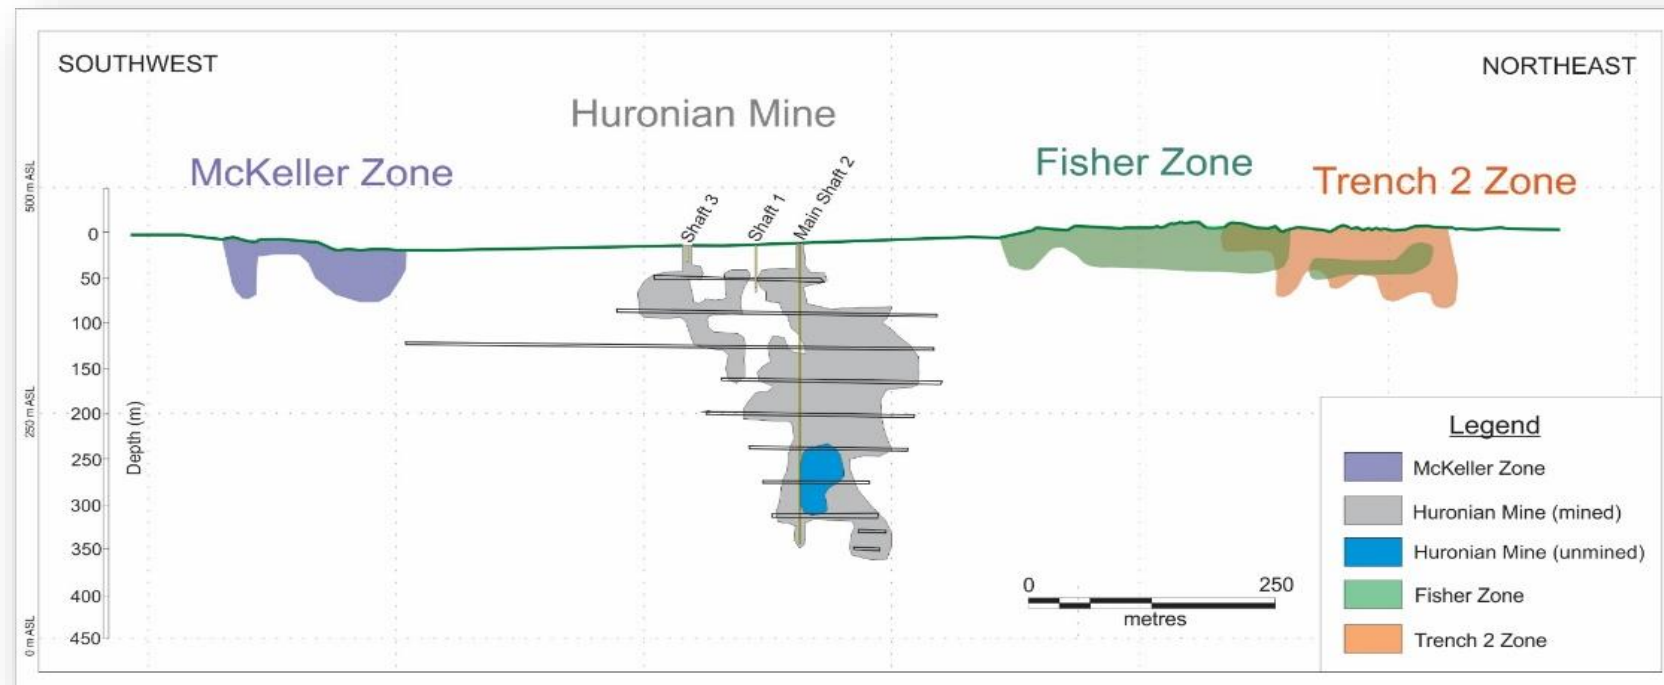 SOUTHWEST
NORTHEAST
Huronian Mine
McKeller Zone
Fisher Zone
Trench 2 Zone
Shaft 3
Shaft 1
Main Shaft 2
500 m ASL
250 m ASL
0 m ASL
Depth (m)
0
50
100
150
200
250
300
350
400
450
0
250
metres
Legend
McKeller Zone
Huronian Mine (mined)
Huronian Mine (unmined)
Fisher Zone
Trench 2 Zone